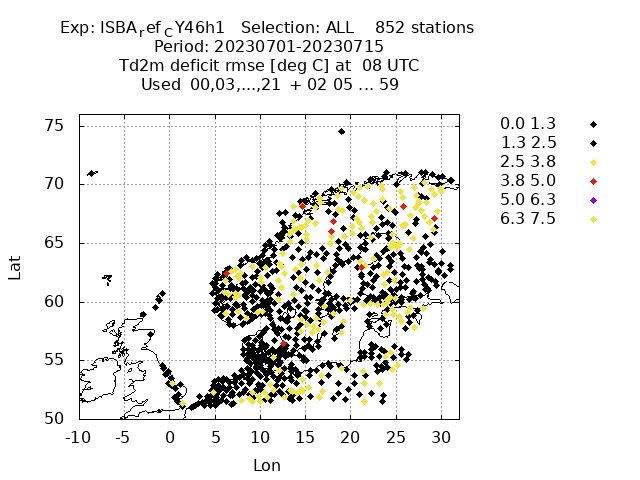 Exp: ISBArefCY46h1 Selection: ALL 852 stations
Period: 20230701-20230715
Td2m deficit rmse [deg C] at 08 UTC
Used 00,03,...,21 + 02 05 ... 59
75
70
65
60
55
50
Lat
-10 -5 0 5 10 15 20 25 30
Lon
0.0 1.3
1.3 2.5
2.5 3.8
3.8 5.0
5.0 6.3
6.3 7.5